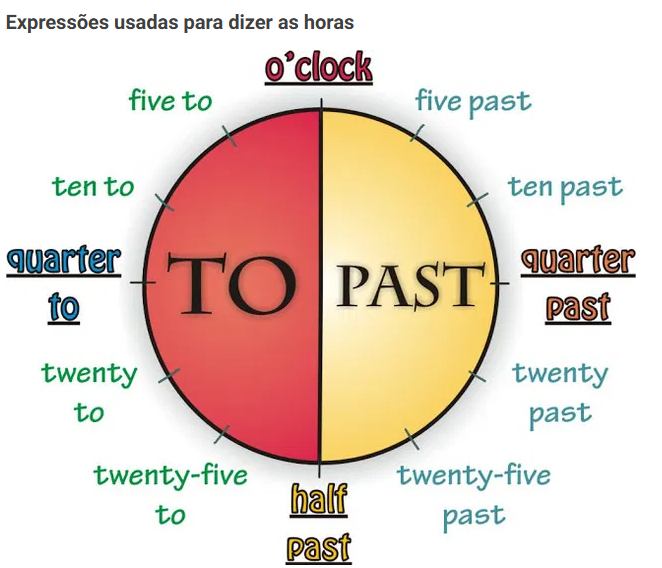 Expressões usadas para dizer as horas
o'clock
five to
five past
ten to
ten past
quarter
to
TO
PAST
quarter
past
twenty
to
twenty
past
twenty-five
to
half
past
twenty-five
past